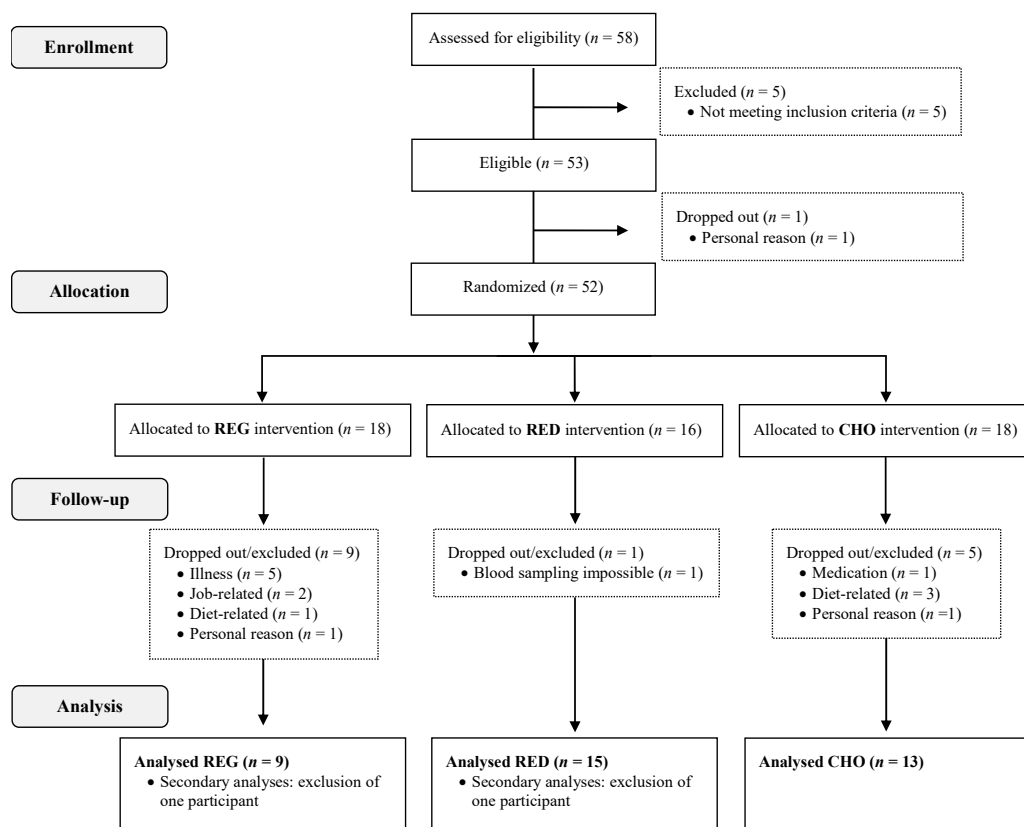 Enrollment
Assessed for eligibility (n = 58)
Excluded (n = 5)
• Not meeting inclusion criteria (n = 5)
Eligible (n = 53)
Dropped out (n = 1)
• Personal reason (n = 1)
Allocation
Randomized (n = 52)
Allocated to REG intervention (n = 18)
Allocated to RED intervention (n = 16)
Allocated to CHO intervention (n = 18)
Follow-up
Dropped out/excluded (n = 9)
• Illness (n = 5)
• Job-related (n = 2)
• Diet-related (n = 1)
• Personal reason (n = 1)
Dropped out/excluded (n = 1)
• Blood sampling impossible (n = 1)
Dropped out/excluded (n = 5)
• Medication (n = 1)
• Diet-related (n = 3)
• Personal reason (n =1)
Analysis
Analysed REG (n = 9)
• Secondary analyses: exclusion of
one participant
Analysed RED (n = 15)
• Secondary analyses: exclusion of
one participant
Analysed CHO (n = 13)